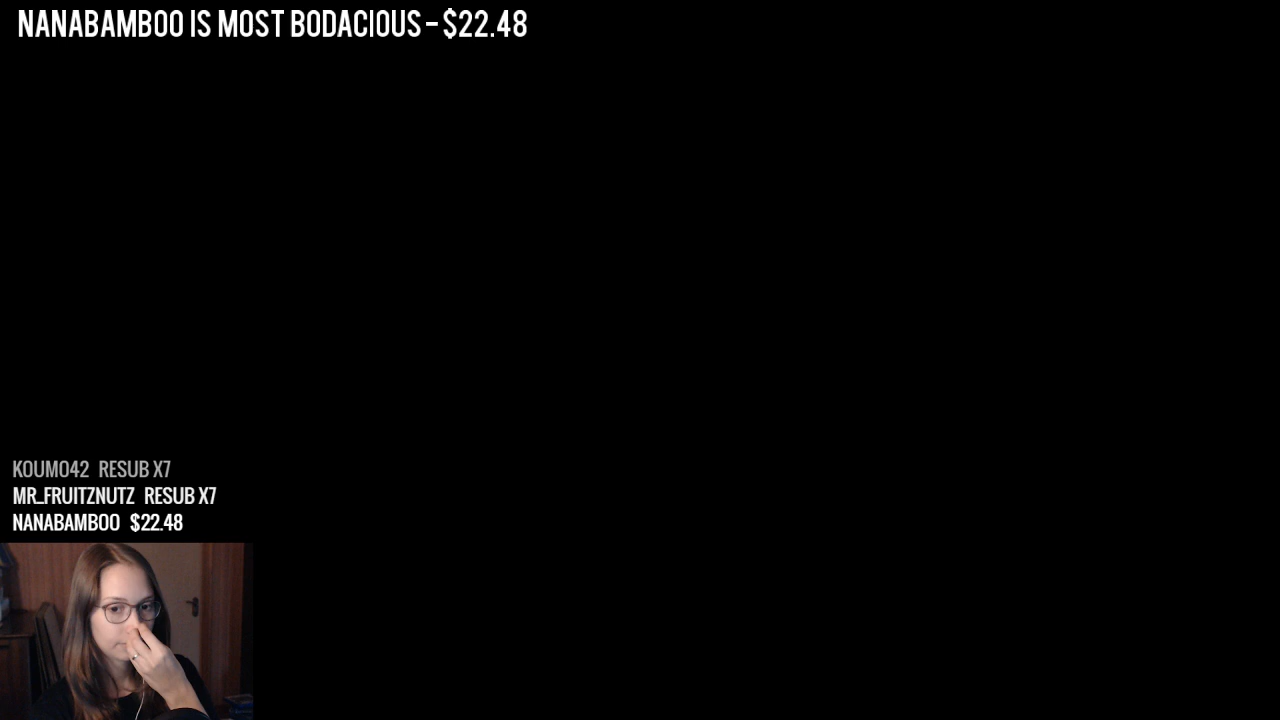 NANABAMBOO IS MOST BODACIOUS - $22.48
KOUMO42 RESUB X7
MR_FRUITZNUTZ RESUB X7
NANABAMBOO $22.48